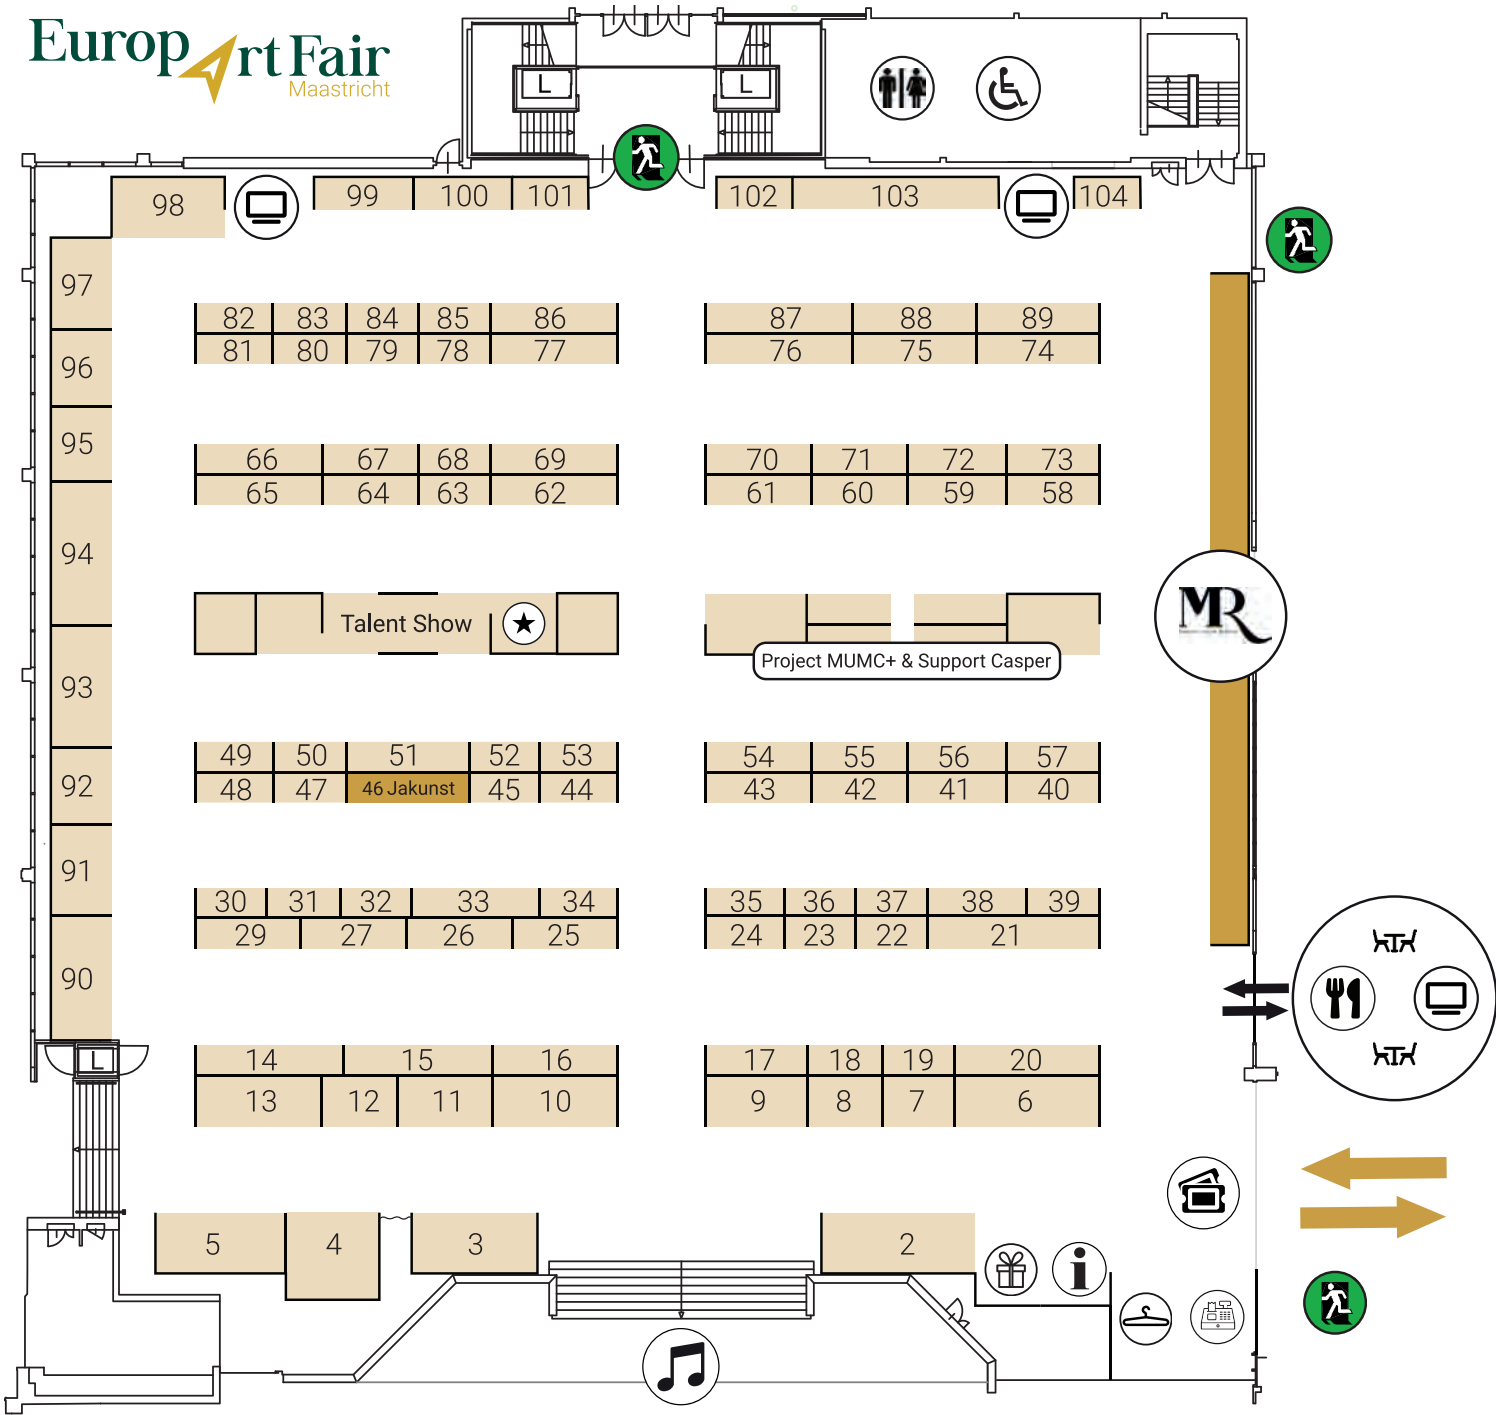 EuropArtFair
Maastricht
L L
98 99 100 101 102 103 104
97
82 83 84 85 86 87 88 89
81 80 79 78 77 76 75 74
96
95
66 67 68 69 70 71 72 73
65 64 63 62 61 60 59 58
94
Talent Show
MR
Project MUMC+ & Support Casper
93
49 50 51 52 53 54 55 56 57
48 47 46 Jakunst 45 44 43 42 41 40
92
91
30 31 32 33 34 35 36 37 38 39
29 27 26 25 24 23 22 21
90
L
14 15 16 17 18 19 20
13 12 11 10 9 8 7 6
5 4 3 2
i